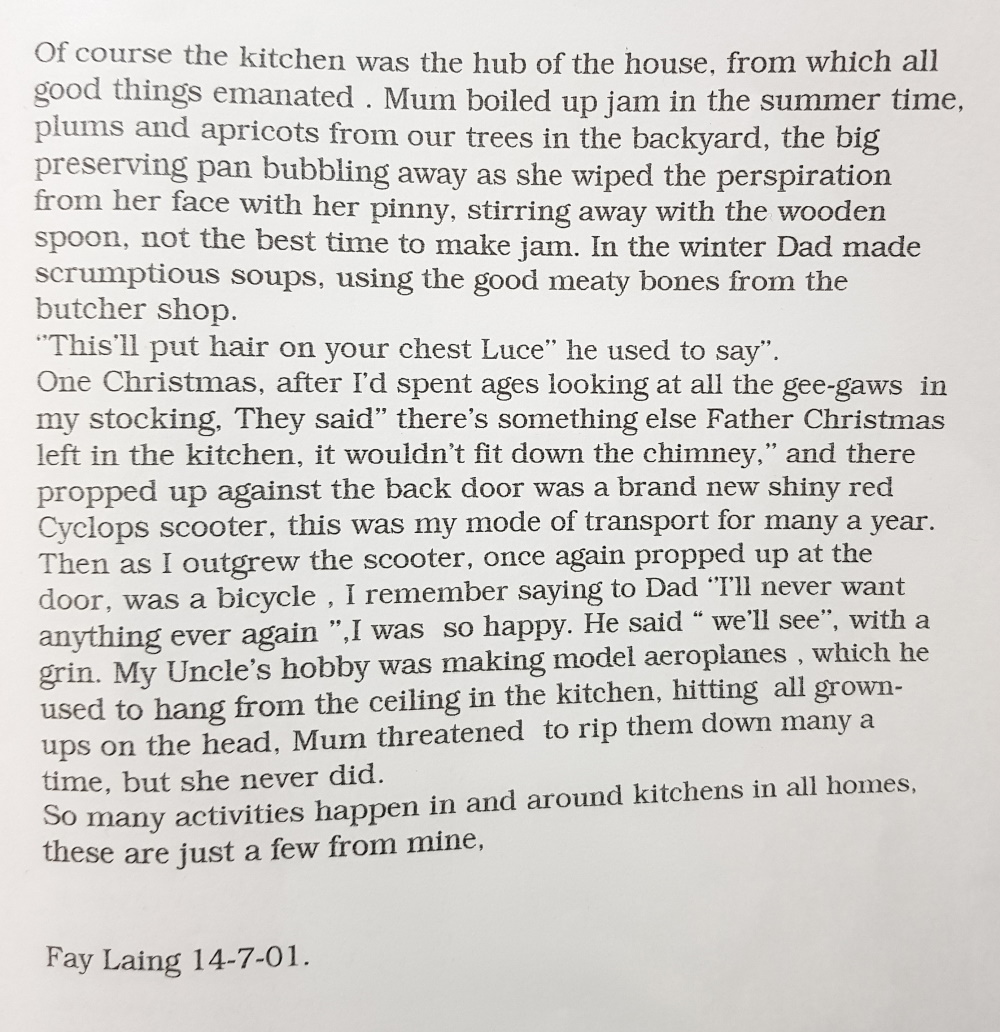 Of course the kitchen was the hub of the house, from which all
good things emanated . Mum boiled up jam in the summer time,
plums and apricots from our trees in the backyard, the big
preserving pan bubbling away as she wiped the perspiration
from her face with her pinny, stirring away with the wooden
spoon, not the best time to make jam. In the winter Dad made
scrumptious soups, using the good meaty bones from the
butcher shop.
“This'll put hair on your chest Luce” he used to say”.
One Christmas, after I’d spent ages looking at all the gee-gaws in
my stocking, They said” there’s something else Father Christmas
left in the kitchen, it wouldn’t fit down the chimney,” and there
propped up against the back door was a brand new shiny red
Cyclops scooter, this was my mode of transport for many a year.
Then as I outgrew the scooter, once again propped up at the
door, was a bicycle , I remember saying to Dad “I’ll never want
anything ever again ”,I was so happy. He said “ we’ll see”, with a
grin. My Uncle’s hobby was making model aeroplanes , which he
used to hang from the ceiling in the kitchen, hitting all grown-
ups on the head, Mum threatened to rip them down many a
time, but she never did.
So many activities happen in and around kitchens in all homes,
these are just a few from mine,
Fay Laing 14-7-01.